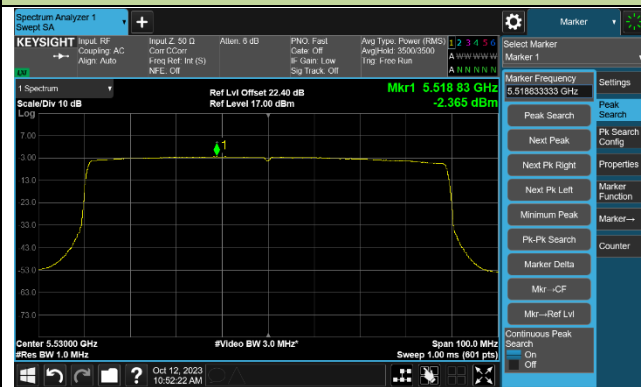 Spectrum Analyzer 1
Swept SA
Marker
KEYSIGHT
Input: RF
Coupling: AC
Align: Auto
Input Z: 50 Ω
Corr CCorr
Freq Ref: Int (S)
NFE: Off
Atten: 6 dB
PNO: Fast
Gate: Off
IF Gain: Low
Sig Track: Off
Avg Type: Power (RMS)
Avg|Hold: 3500/3500
Trig: Free Run
1 2 3 4 5 6
A W W W W W
A N N N N N
LXI
1 Spectrum
Scale/Div 10 dB
Log
Ref Lvl Offset 22.40 dB
Ref Level 17.00 dBm
Mkr1 5.518 83 GHz
-2.365 dBm
1
7.00
-3.00
-13.0
-23.0
-33.0
-43.0
-53.0
-63.0
-73.0
Center 5.53000 GHz
#Res BW 1.0 MHz
#Video BW 3.0 MHz*
Span 100.0 MHz
Sweep 1.00 ms (601 pts)
Select Marker
Marker 1
Marker Frequency
5.518833333 GHz
Peak Search
Next Peak
Next Pk Right
Next Pk Left
Minimum Peak
Pk-Pk Search
Marker Delta
Mkr→CF
Mkr→Ref Lvl
Continuous Peak
Search
On
Off
Settings
Peak
Search
Pk Search
Config
Properties
Marker
Function
Marker→
Counter
Oct 12, 2023
10:52:22 AM